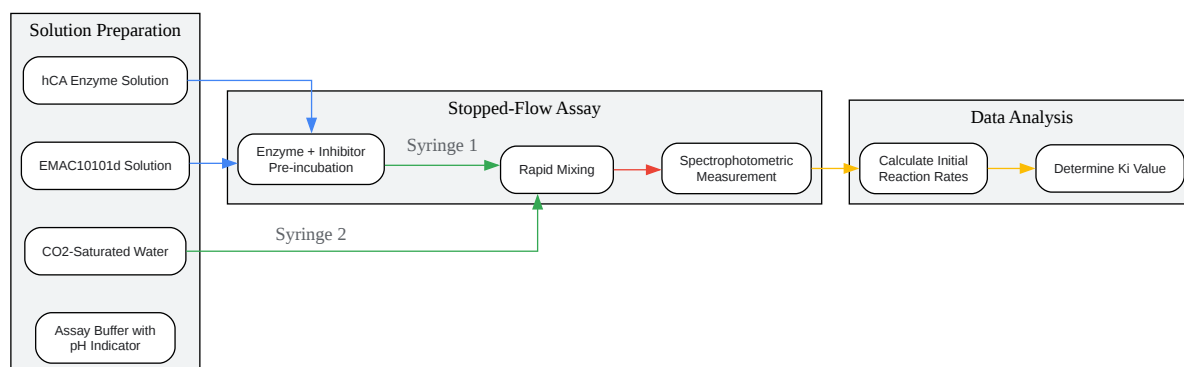 Solution Preparation
hCA Enzyme Solution
EMAC10101d Solution
CO2-Saturated Water
Assay Buffer with
pH Indicator
Stopped-Flow Assay
Enzyme + Inhibitor
Pre-incubation
Syringe 1
Syringe 2
Rapid Mixing
Spectrophotometric
Measurement
Data Analysis
Calculate Initial
Reaction Rates
Determine Ki Value